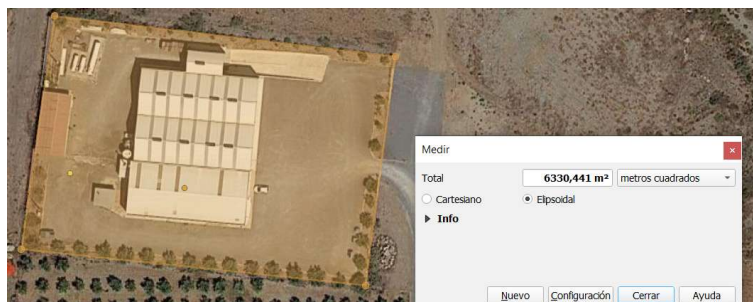 Medir
Total 6330,441 m² metros cuadrados
Cartesiano Elipsoidal
Info
Nuevo Configuración Cerrar Ayuda